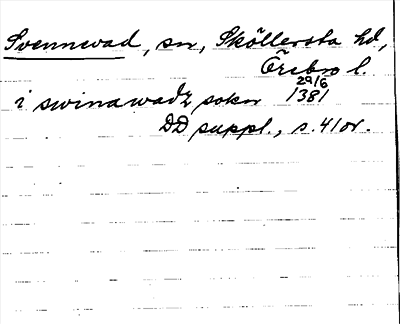 Svennevad, sn, Sköllersta hd,
Örebro l.
i swinawadz sokn 29/6 1381
DD suppl., s. 41 or.